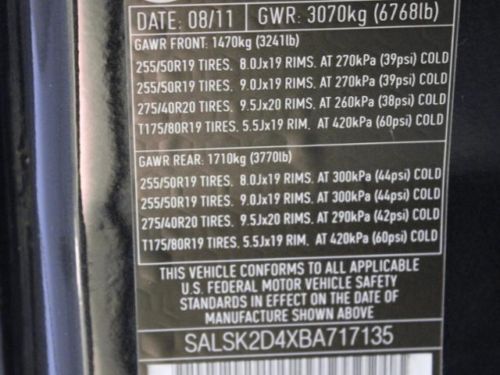 DATE: 08/11 GWR: 3070kg (6768lb)
GAWR FRONT: 1470kg (3241lb)
255/50R19 TIRES. 8.0Jx19 RIMS. AT 270kPa (39psi) COLD
255/50R19 TIRES. 9.0Jx19 RIMS. AT 270kPa (39psi) COLD
275/40R20 TIRES. 9.5Jx20 RIMS. AT 260kPa (38psi) COLD
T175/80R19 TIRES. 5.5Jx19 RIM. AT 420kPa (60psi) COLD
GAWR REAR: 1710kg (3770lb)
255/50R19 TIRES. 8.0Jx19 RIMS. AT 300kPa (44psi) COLD
255/50R19 TIRES. 9.0Jx19 RIMS. AT 300kPa (44psi) COLD
275/40R20 TIRES. 9.5Jx20 RIMS. AT 290kPa (42psi) COLD
T175/80R19 TIRES. 5.5Jx19 RIM. AT 420kPa (60psi) COLD
THIS VEHICLE CONFORMS TO ALL APPLICABLE
U.S. FEDERAL MOTOR VEHICLE SAFETY
STANDARDS IN EFFECT ON THE DATE OF
MANUFACTURE SHOWN ABOVE
SALSK2D4XBA717135